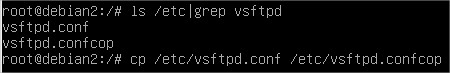 root@debian2:/# ls /etc|grep vsftpd
vsftpd.conf
vsftpd.confcop
root@debian2:/# cp /etc/vsftpd.conf /etc/vsftpd.confcop